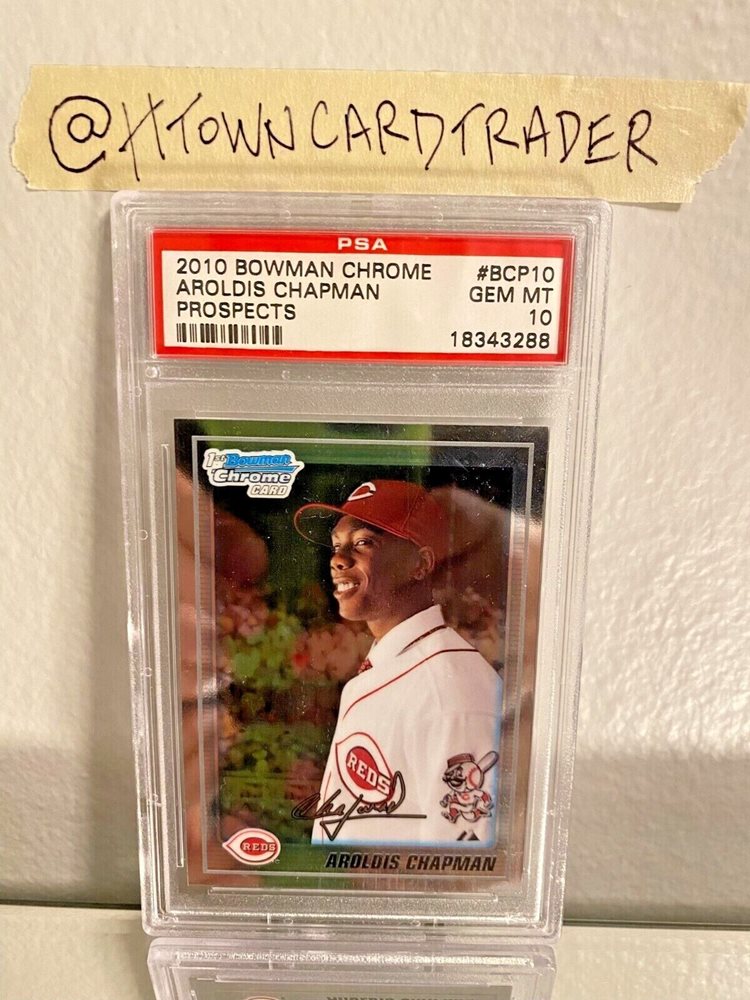 @HTOWNCARDTRADER
PSA
2010 BOWMAN CHROME #BCP10
AROLDIS CHAPMAN GEM MT
PROSPECTS 10
18343288
1st Bowman
Chrome
CARD
C
REDS
REDS
AROLDIS CHAPMAN